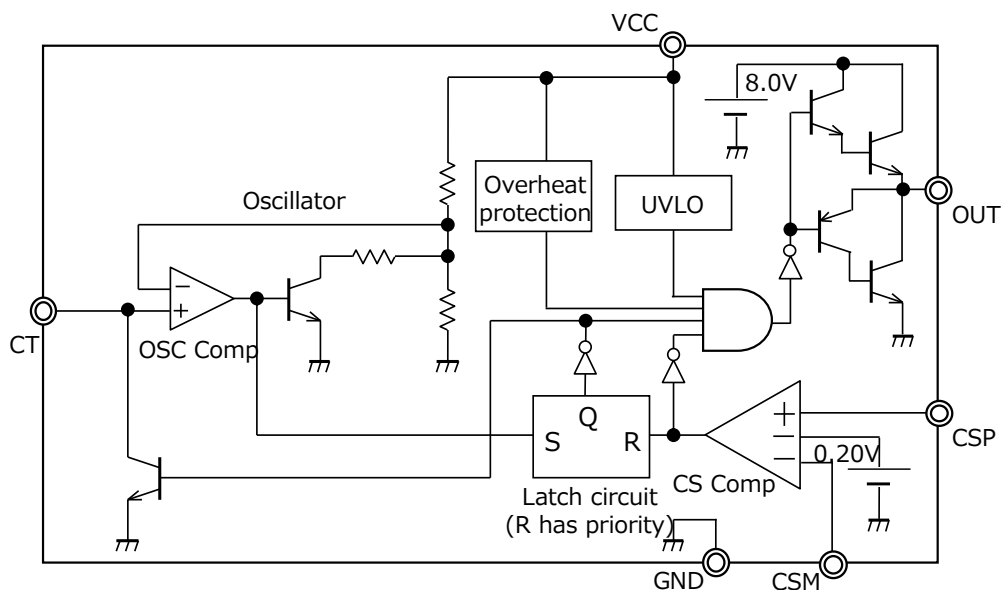 VCC
8.0V
Overheat
protection
UVLO
OUT
Oscillator
−
+
OSC Comp
CT
S
Q
R
+
−
−
0.20V
CS Comp
CSP
Latch circuit
(R has priority)
GND
CSM